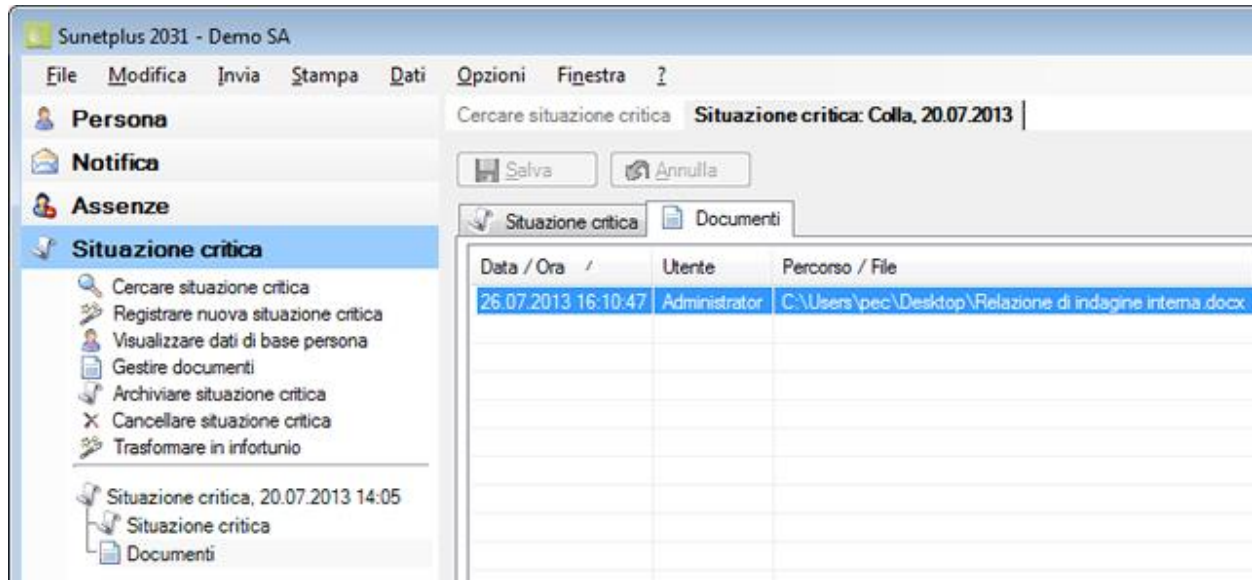 Sunetplus 2031 - Demo SA
File Modifica Invia Stampa Dati Opzioni Finestra ?
Persona
Notifica
Assenze
Situazione critica
Cercare situazione critica
Registrare nuova situazione critica
Visualizzare dati di base persona
Gestire documenti
Archiviare situazione critica
Cancellare situazione critica
Trasformare in infortunio
Situazione critica, 20.07.2013 14:05
Situazione critica
Documenti
Cercare situazione critica Situazione critica: Colla, 20.07.2013
Salva Annulla
Situazione critica Documenti
Data / Ora / Utente Percorso / File
26.07.2013 16:10:47 Administrator C:\Users\pec\Desktop\Relazione di indagine interna.docx